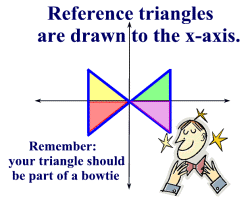 Reference triangles
are drawn to the x-axis.
Remember:
your triangle should
be part of a bowtie